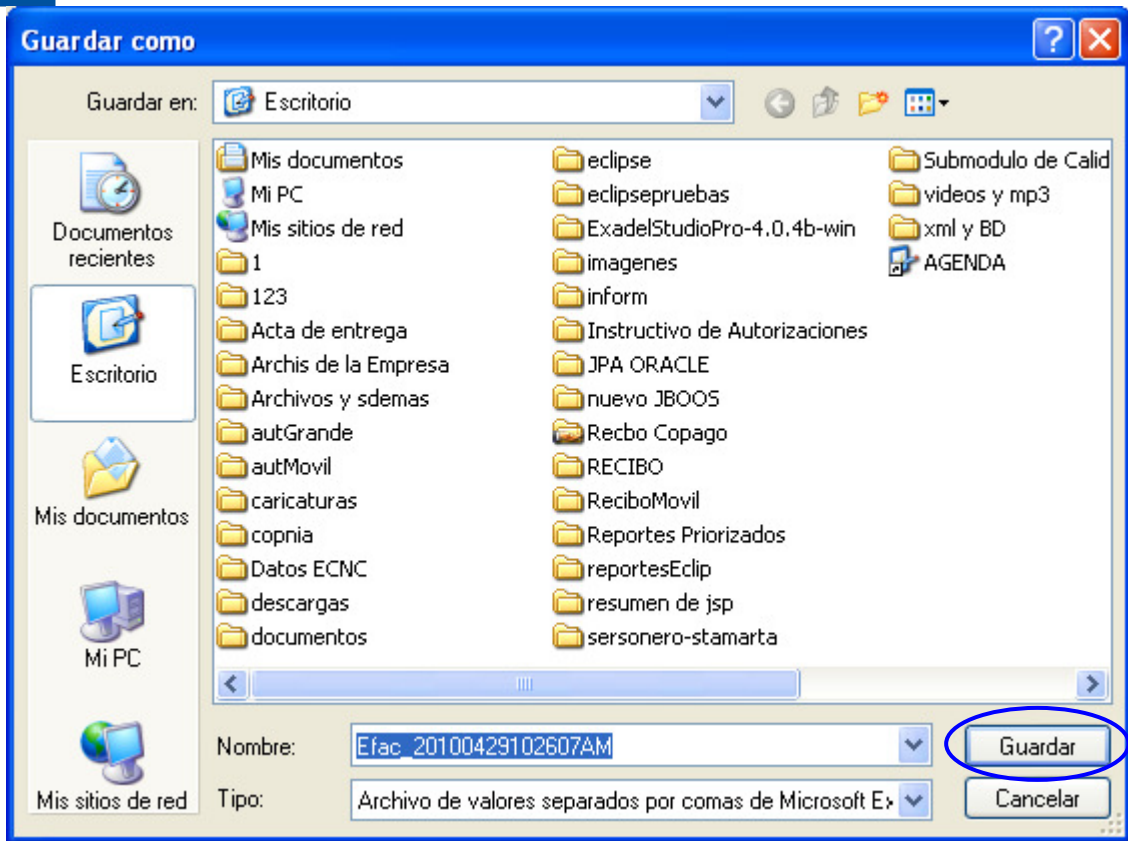 Guardar como
Guardar en:
Escritorio
Documentos
recientes
Escritorio
Mis documentos
Mi PC
Mis sitios de red
Mis documentos
Mi PC
Mis sitios de red
1
123
Acta de entrega
Archis de la Empresa
Archivos y sdemas
autGrande
autMovil
caricaturas
copnia
Datos ECNC
descargas
documentos
eclipse
eclipsepruebas
ExadelStudioPro-4.0.4b-win
imagenes
inform
Instructivo de Autorizaciones
JPA ORACLE
nuevo JBOOS
Recbo Copago
RECIBO
ReciboMovil
Reportes Priorizados
reportesEclip
resumen de jsp
sersonero-stamarta
Submodulo de Calid
videos y mp3
xml y BD
AGENDA
Nombre:
Efac_20100429102607AM
Guardar
Tipo:
Archivo de valores separados por comas de Microsoft Ex
Cancelar